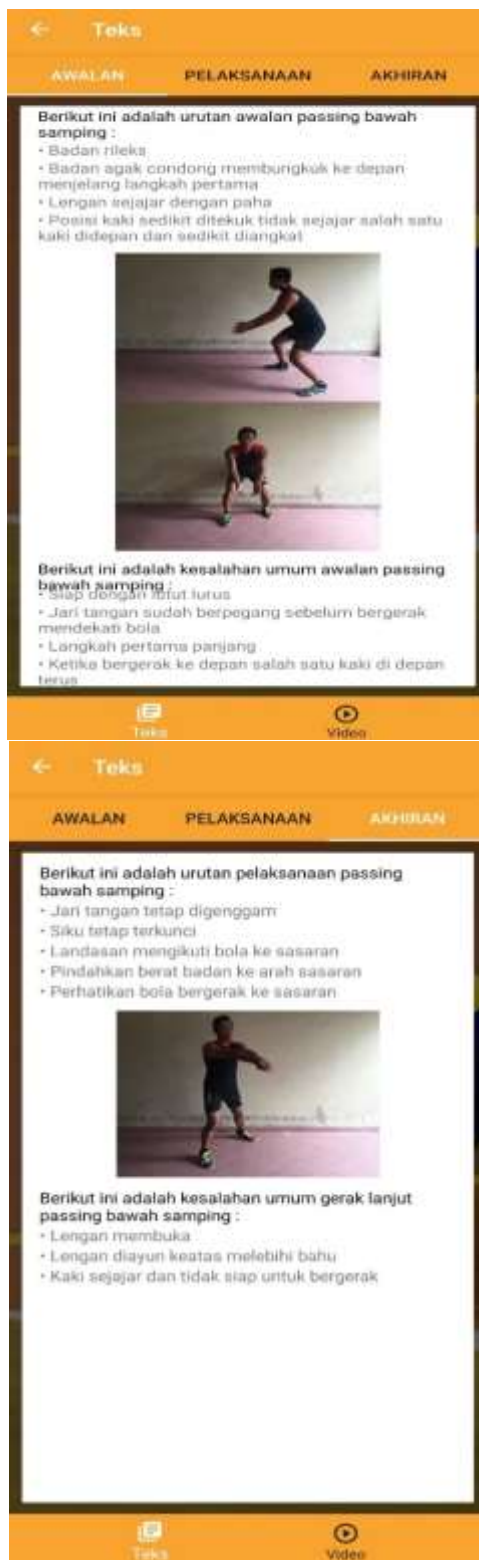 Teks
AWALAN PELAKSANAAN AKHIRAN
Berikut ini adalah urutan awalan passing bawah
samping :
• Badan rileks
• Badan agak condong membungkuk ke depan
menjelang langkah pertama
• Lengan sejajar dengan paha
• Posisi kaki sedikit ditekuk tidak sejajar salah satu
kaki didepan dan sedikit diangkat
Berikut ini adalah kesalahan umum awalan passing
bawah samping :
• Siap dengan lutut lurus
• Jari tangan sudah berpegang sebelum bergerak
mendekati bola
• Langkah pertama panjang
• Ketika bergerak ke depan salah satu kaki di depan
terus
Teks Video
Teks
AWALAN PELAKSANAAN AKHIRAN
Berikut ini adalah urutan pelaksanaan passing
bawah samping :
• Jari tangan tetap digenggam
• Siku tetap terkunci
• Landasan mengikuti bola ke sasaran
• Pindahkan berat badan ke arah sasaran
• Perhatikan bola bergerak ke sasaran
Berikut ini adalah kesalahan umum gerak lanjut
passing bawah samping :
• Lengan membuka
• Lengan diayun keatas melebihi bahu
• Kaki sejajar dan tidak siap untuk bergerak
Teks Video